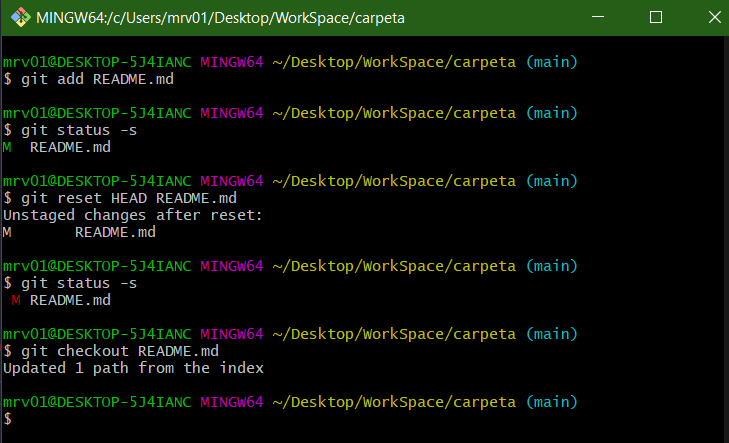 MINGW64:/c/Users/mrv01/Desktop/WorkSpace/carpeta
mrv01@DESKTOP-5J4IANC MINGW64 ~/Desktop/WorkSpace/carpeta (main)
$ git add README.md
mrv01@DESKTOP-5J4IANC MINGW64 ~/Desktop/WorkSpace/carpeta (main)
$ git status -s
M  README.md
mrv01@DESKTOP-5J4IANC MINGW64 ~/Desktop/WorkSpace/carpeta (main)
$ git reset HEAD README.md
Unstaged changes after reset:
M       README.md
mrv01@DESKTOP-5J4IANC MINGW64 ~/Desktop/WorkSpace/carpeta (main)
$ git status -s
 M README.md
mrv01@DESKTOP-5J4IANC MINGW64 ~/Desktop/WorkSpace/carpeta (main)
$ git checkout README.md
Updated 1 path from the index
mrv01@DESKTOP-5J4IANC MINGW64 ~/Desktop/WorkSpace/carpeta (main)
$